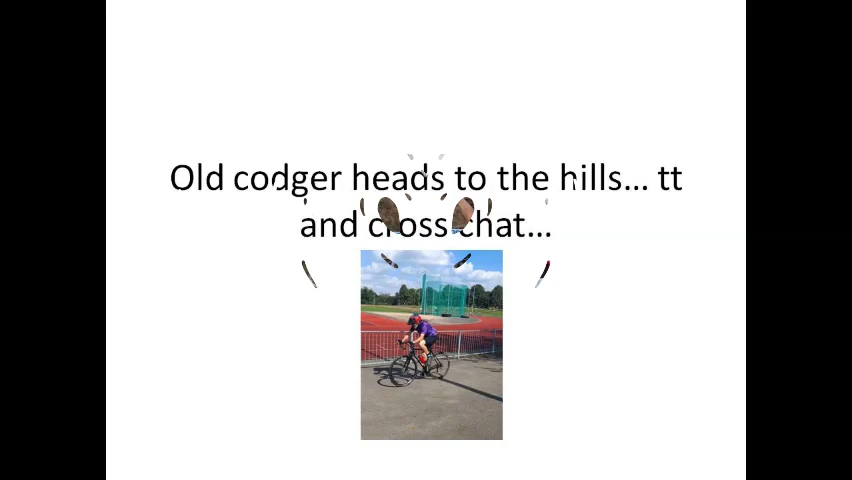 Old codger heads to the hills… tt
and cross chat…